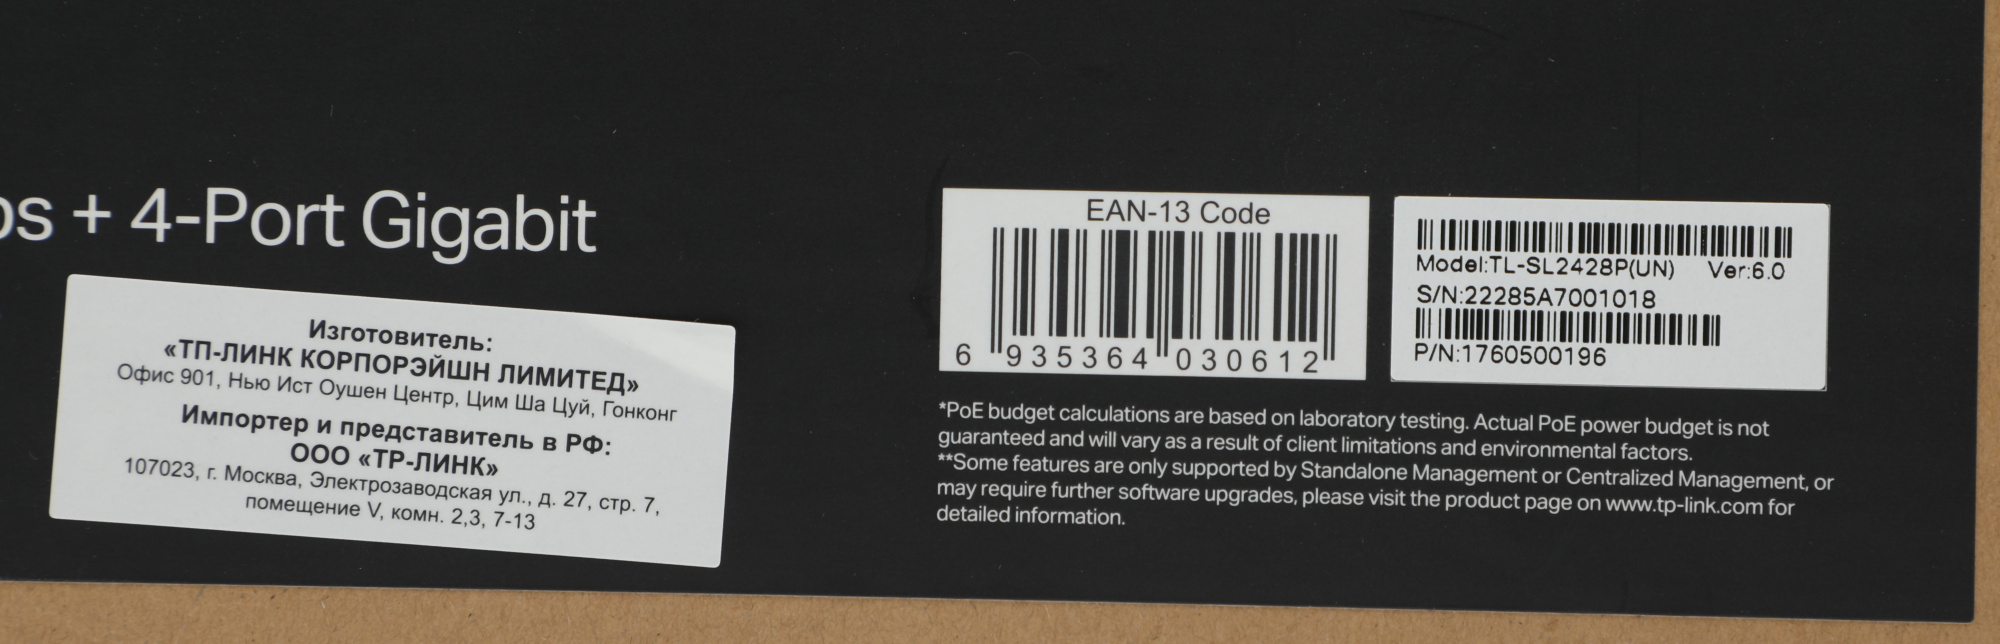 + 4-Port Gigabit
Изготовитель:
«ТП-ЛИНК КОРПОРЭЙШН ЛИМИТЕД»
Офис 901, Нью Ист Оушен Центр, Цим Ша Цуй, Гонконг
Импортер и представитель в РФ:
ООО «ТР-ЛИНК»
107023, г. Москва, Электрозаводская ул., д. 27, стр. 7,
помещение V, комн. 2,3, 7-13
EAN-13 Code
6 935364 030612
Model:TL-SL2428P(UN) Ver:6.0
S/N:22285A7001018
P/N:1760500196
*PoE budget calculations are based on laboratory testing. Actual PoE power budget is not
guaranteed and will vary as a result of client limitations and environmental factors.
**Some features are only supported by Standalone Management or Centralized Management, or
may require further software upgrades, please visit the product page on www.tp-link.com for
detailed information.